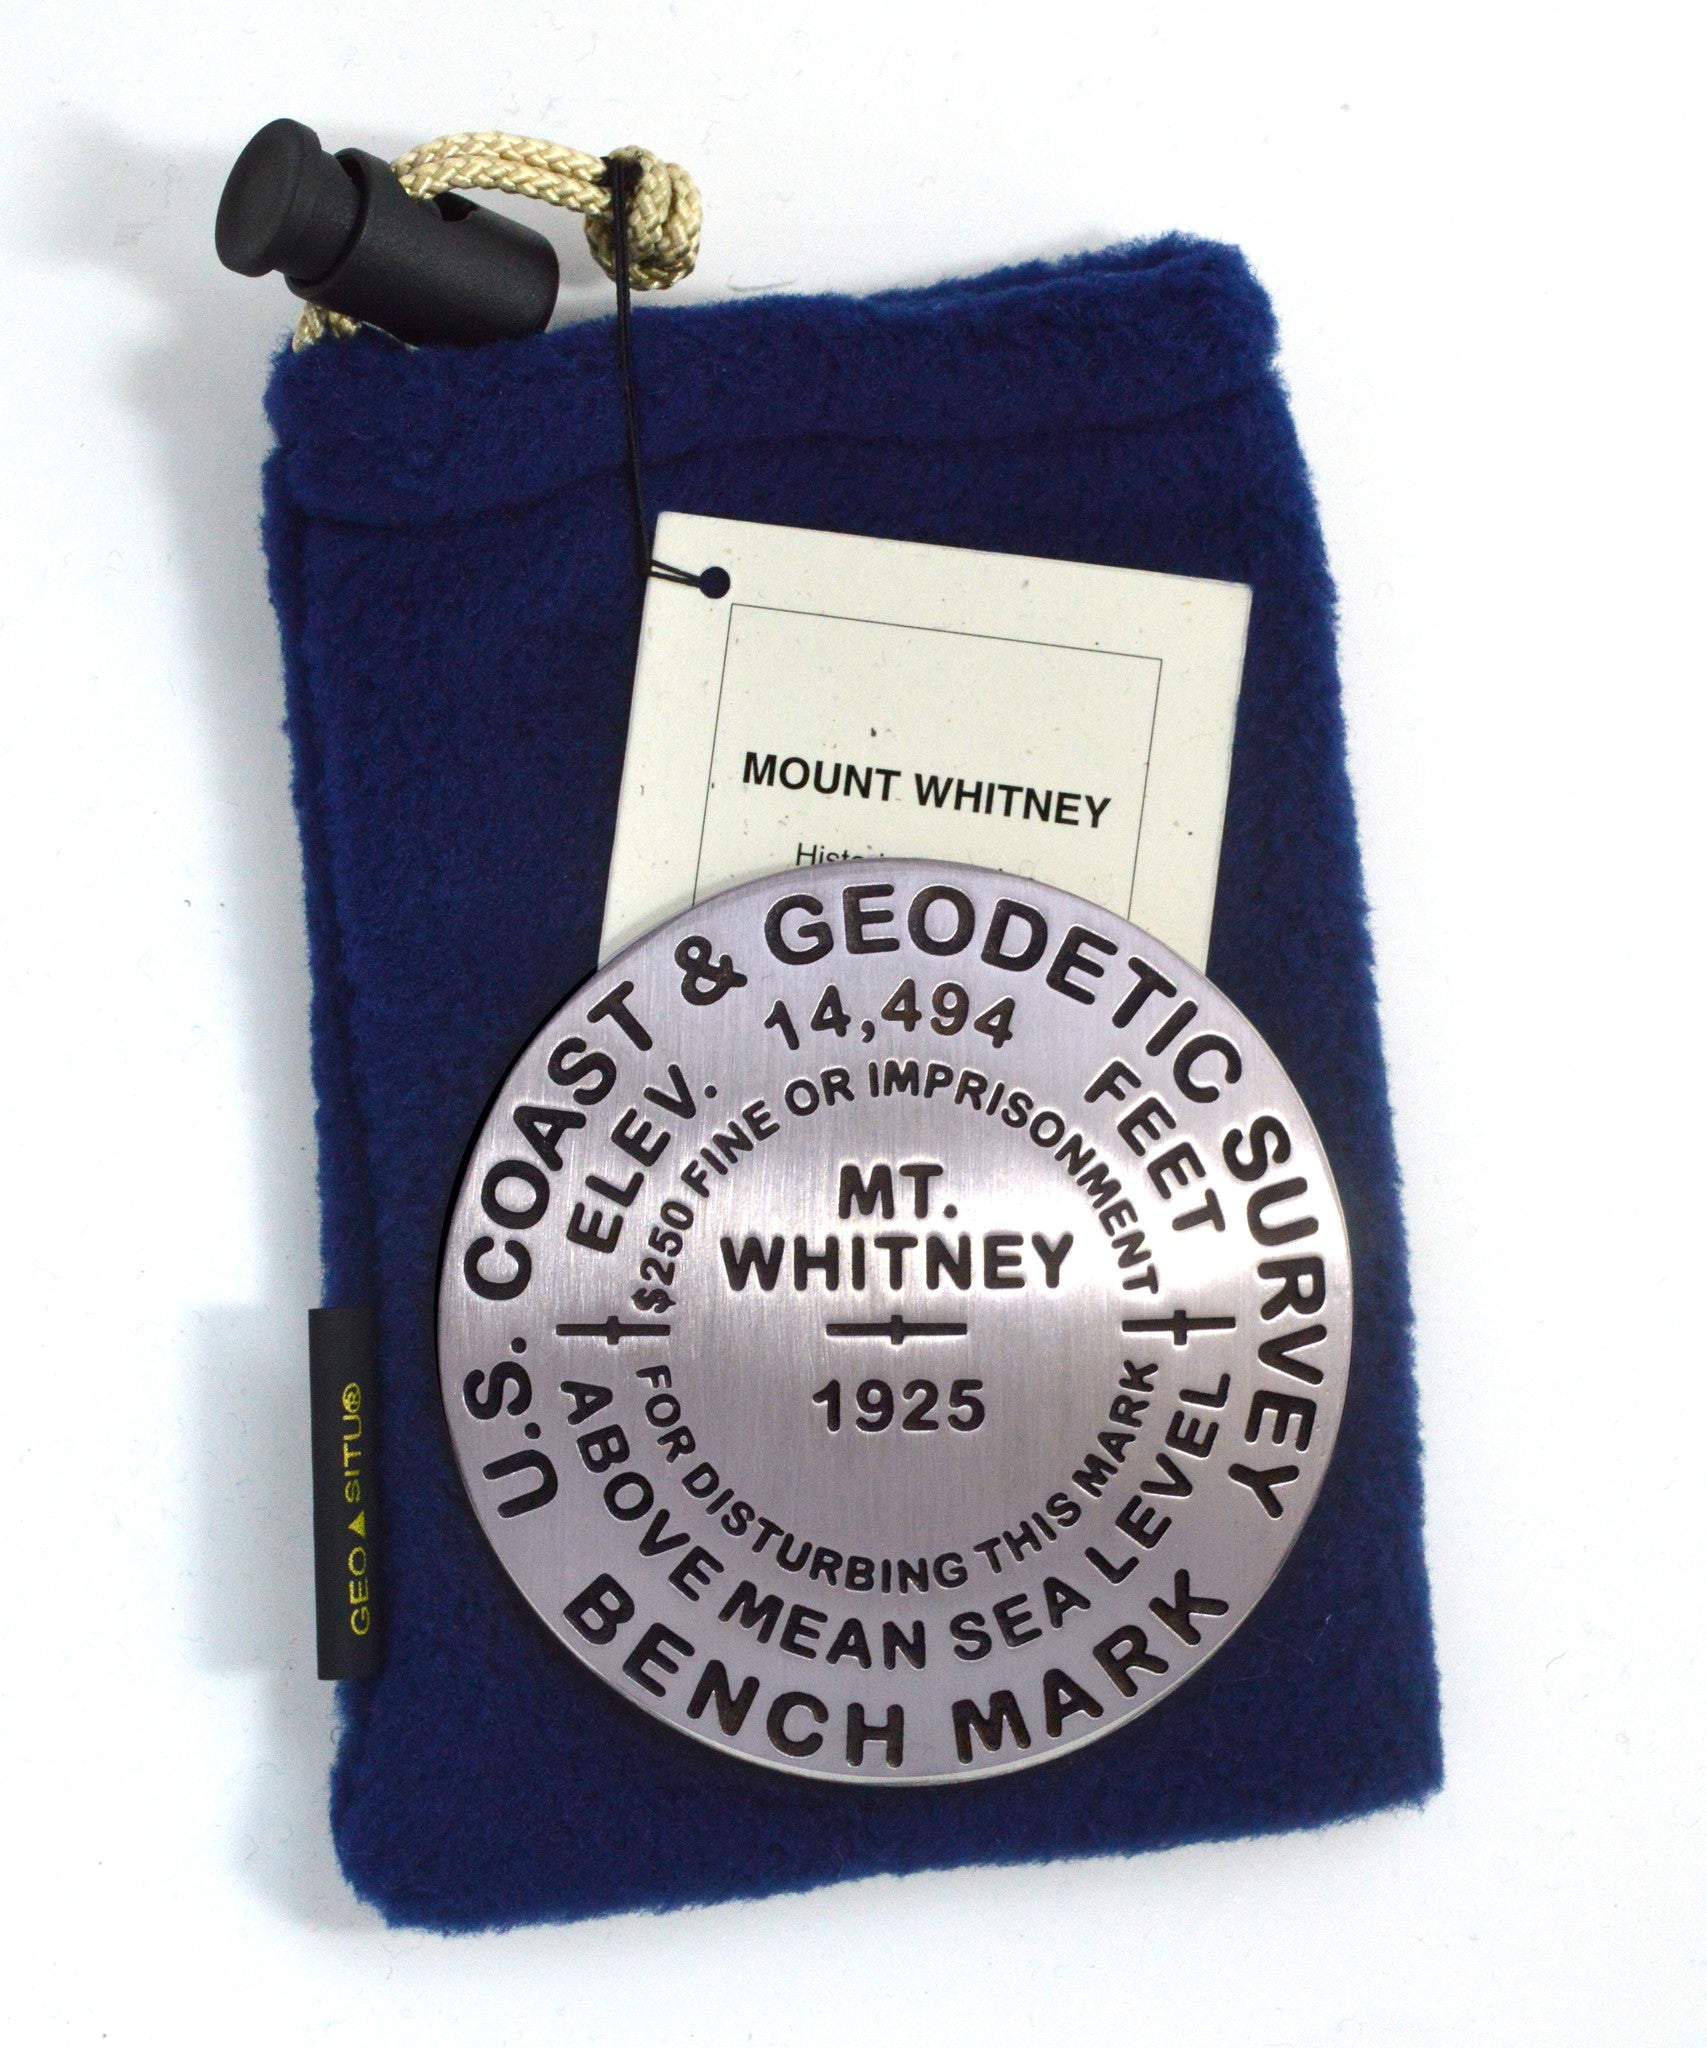 MOUNT WHITNEY
U.S. COAST & GEODETIC SURVEY
ELEV. 14,494 FEET
$250 FINE OR IMPRISONMENT
MT.
WHITNEY
1925
FOR DISTURBING THIS MARK
ABOVE MEAN SEA LEVEL
BENCH MARK
GEO▲SITU®